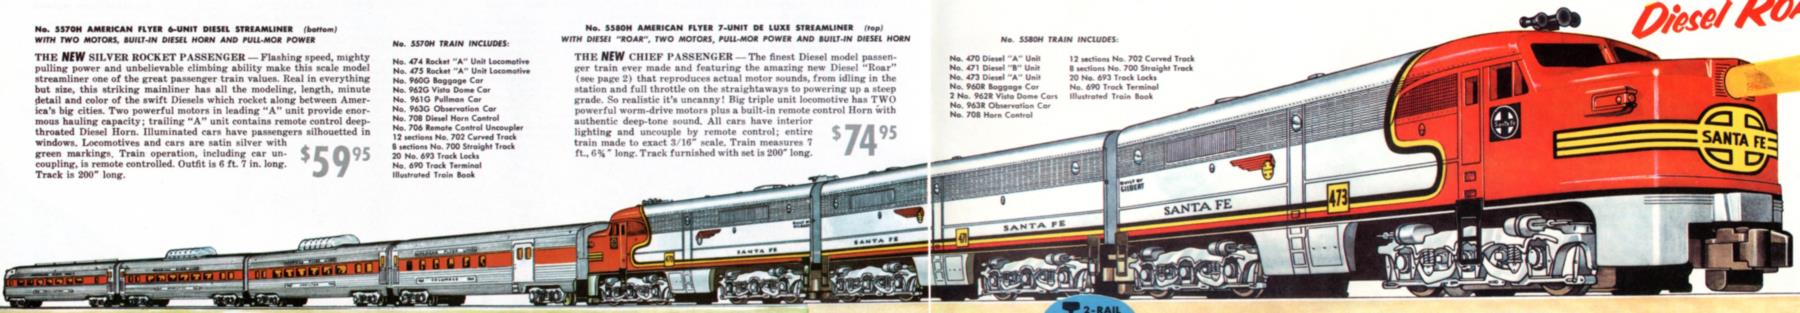 No. 5570H AMERICAN FLYER 6-UNIT DIESEL STREAMLINER (bottom)
WITH TWO MOTORS, BUILT-IN DIESEL HORN AND PULL-MOR POWER
THE NEW SILVER ROCKET PASSENGER — Flashing speed, mighty
pulling power and unbelievable climbing ability make this scale model
streamliner one of the great passenger train values. Real in everything
but size, this striking mainliner has all the modeling, length, minute
detail and color of the swift Diesels which rocket along between Amer-
ica's big cities. Two powerful motors in leading "A" unit provide enor-
mous hauling capacity; trailing "A" unit contains remote control deep-
throated Diesel Horn. Illuminated cars have passengers silhouetted in
windows. Locomotives and cars are satin silver with
green markings. Train operation, including car un-
coupling, is remote controlled. Outfit is 6 ft. 7 in. long.
Track is 200" long.
$59.95
No. 5570H TRAIN INCLUDES:
No. 474 Rocket "A" Unit Locomotive
No. 475 Rocket "A" Unit Locomotive
No. 960G Baggage Car
No. 962G Vista Dome Car
No. 961G Pullman Car
No. 963G Observation Car
No. 708 Diesel Horn Control
No. 706 Remote Control Uncoupler
12 sections No. 702 Curved Track
8 sections No. 700 Straight Track
20 No. 693 Track Locks
No. 690 Track Terminal
Illustrated Train Book
No. 5580H AMERICAN FLYER 7-UNIT DE LUXE STREAMLINER (top)
WITH DIESEL "ROAR", TWO MOTORS, PULL-MOR POWER AND BUILT-IN DIESEL HORN
THE NEW CHIEF PASSENGER — The finest Diesel model passen-
ger train ever made and featuring the amazing new Diesel "Roar"
(see page 2) that reproduces actual motor sounds, from idling in the
station and full throttle on the straightaways to powering up a steep
grade. So realistic it's uncanny! Big triple unit locomotive has TWO
powerful worm-drive motors plus a built-in remote control Horn with
authentic deep-tone sound. All cars have interior
lighting and uncouple by remote control; entire
train made to exact 3/16" scale. Train measures 7
ft., 6¾" long. Track furnished with set is 200" long.
$74.95
No. 5580H TRAIN INCLUDES:
No. 470 Diesel "A" Unit
No. 471 Diesel "B" Unit
No. 473 Diesel "A" Unit
No. 960R Baggage Car
2 No. 962R Vista Dome Cars
No. 963R Observation Car
No. 708 Horn Control
12 sections No. 702 Curved Track
8 sections No. 700 Straight Track
20 No. 693 Track Locks
No. 690 Track Terminal
Illustrated Train Book
Diesel
SANTA FE
SANTA FE
SANTA FE
471
SANTA FE
BUILT BY
GILBERT
SANTA FE
473
Santa Fe
SANTA FE
2-RAIL